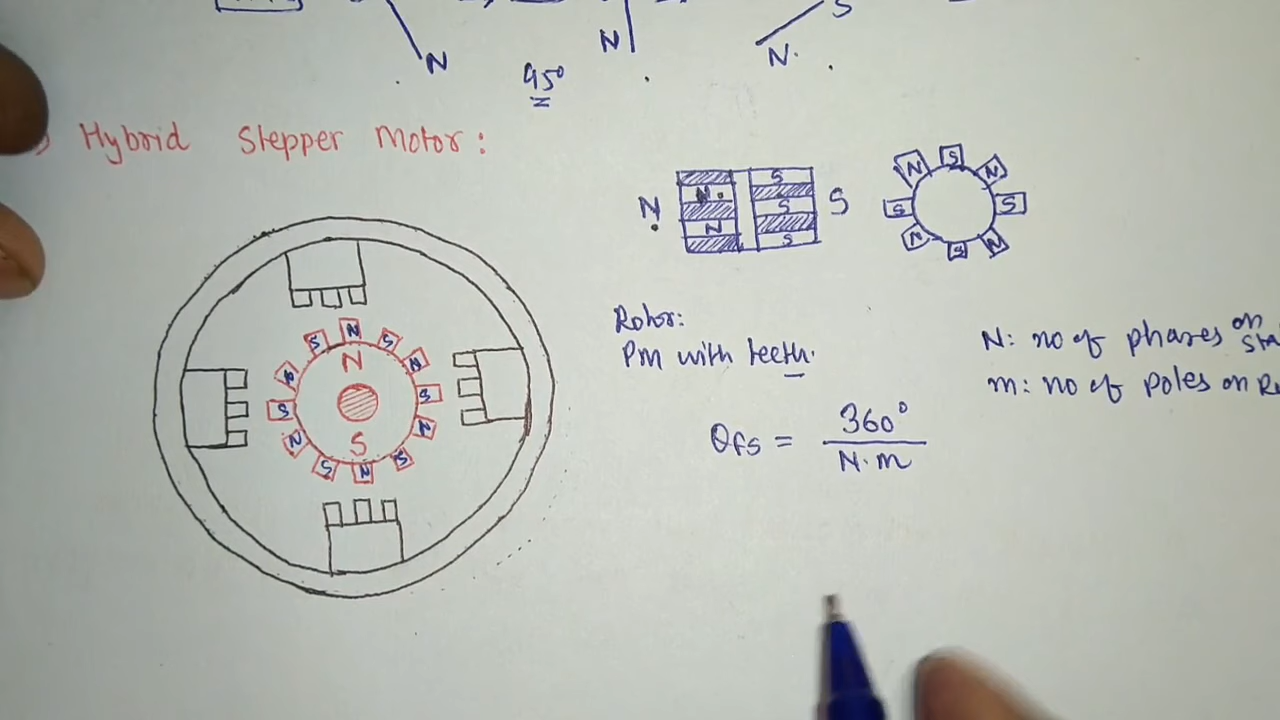 S
N
N
N.
45°
Hybrid Stepper Motor:
N
N.
N
S
S
S
S
N S N
S S
N S N
Rotor:
PM with teeth.
N: no of phases on
m: no of poles on
θfs = 360° / N.m
S N S
N N
S S
N N
S N S
N
S